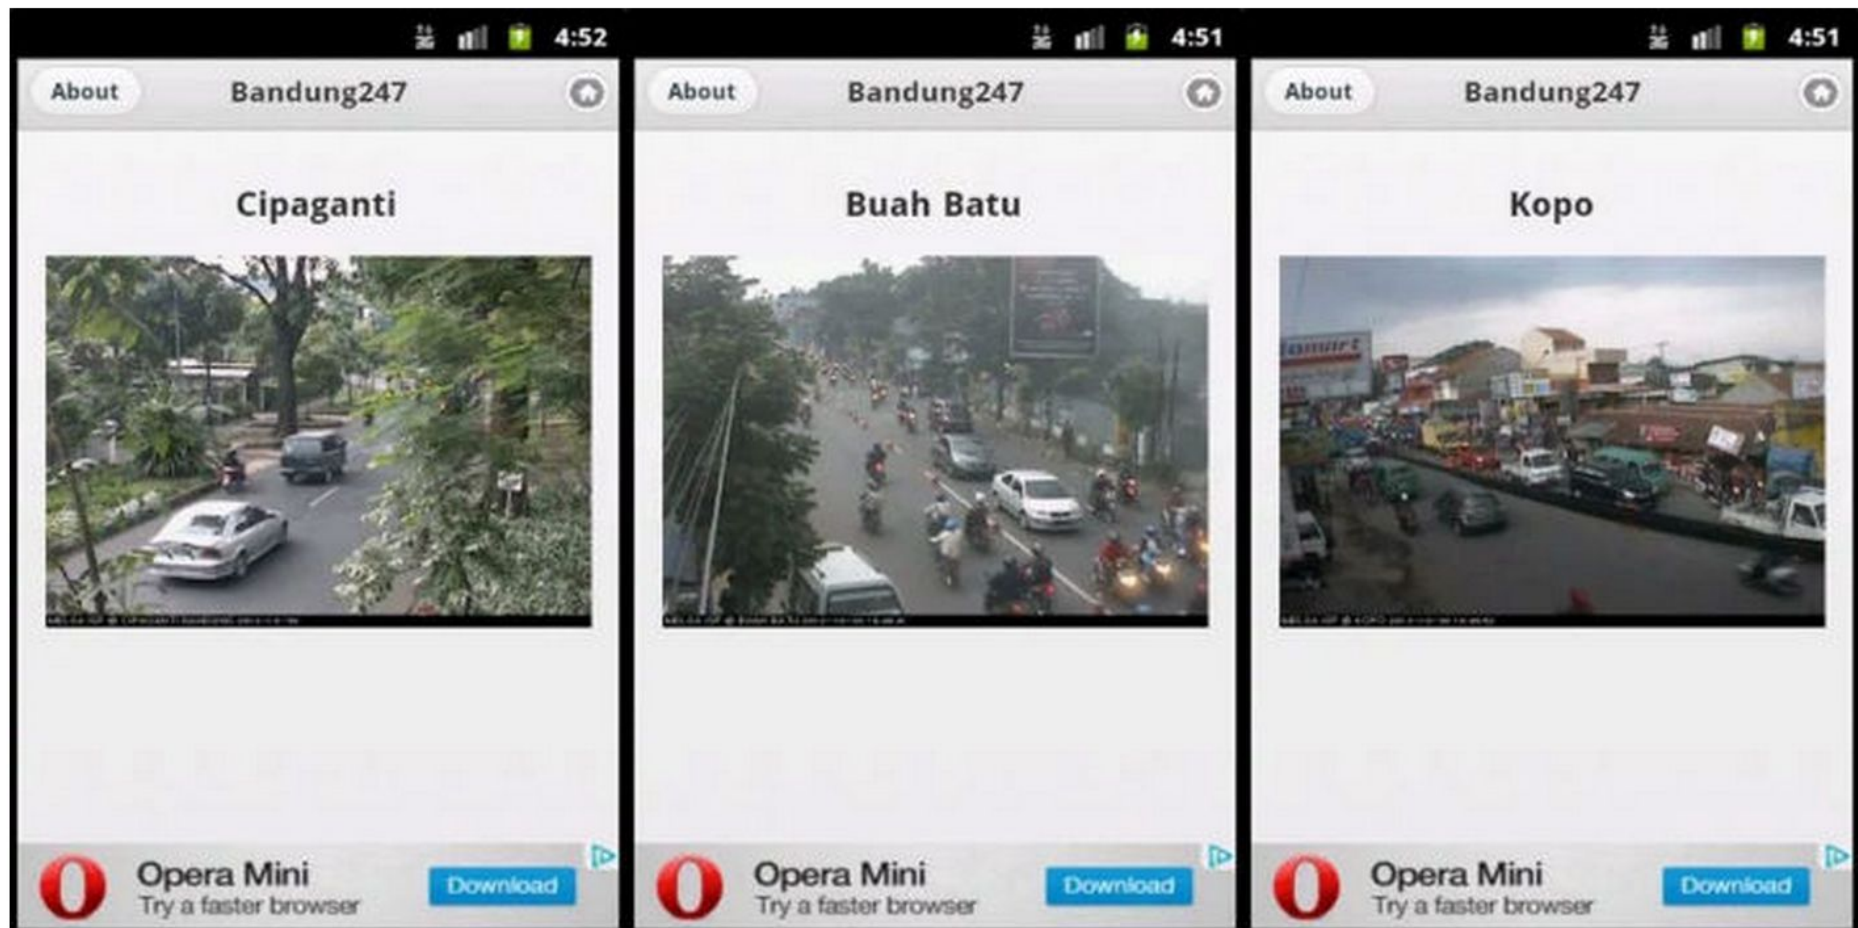 4:52
About
Bandung247
Cipaganti
Opera Mini
Try a faster browser
Download
4:51
About
Bandung247
Buah Batu
Opera Mini
Try a faster browser
Download
4:51
About
Bandung247
Kopo
Opera Mini
Try a faster browser
Download